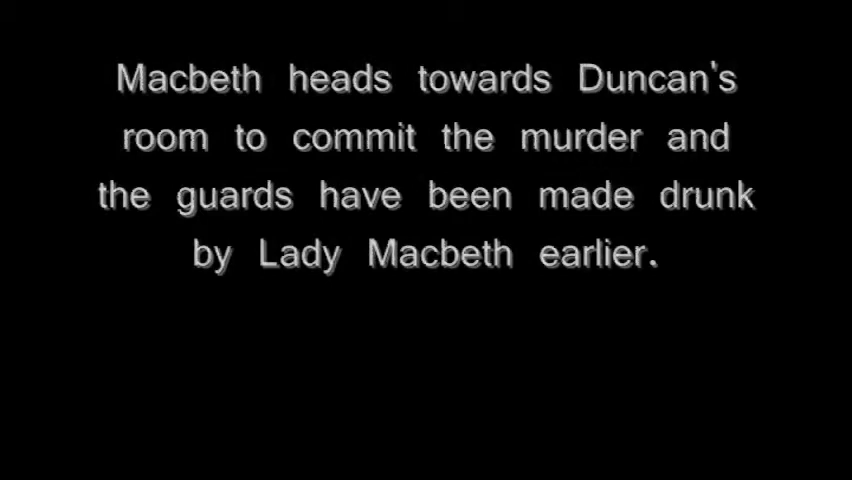 Macbeth heads towards Duncan's
room to commit the murder and
the guards have been made drunk
by Lady Macbeth earlier.